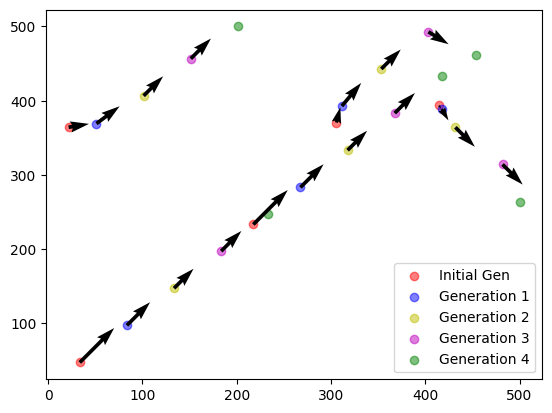 500
400
300
200
100
Initial Gen
Generation 1
Generation 2
Generation 3
Generation 4
0 100 200 300 400 500